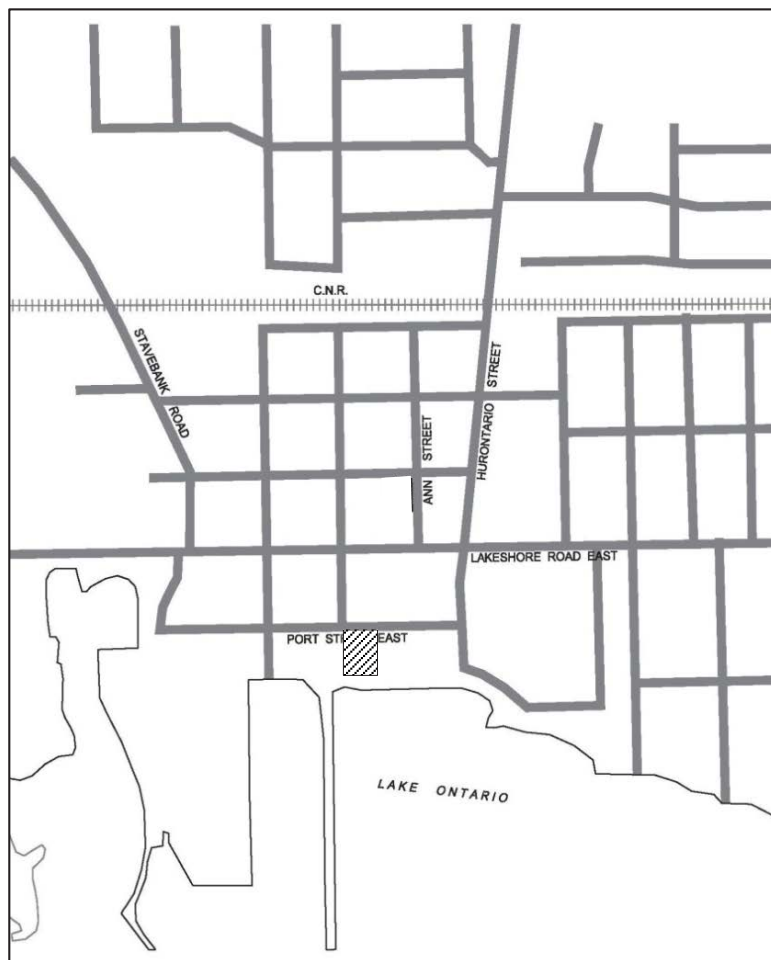 C.N.R.
STAVEBANK ROAD
HURONTARIO STREET
ANN STREET
LAKESHORE ROAD EAST
PORT ST EAST
LAKE ONTARIO